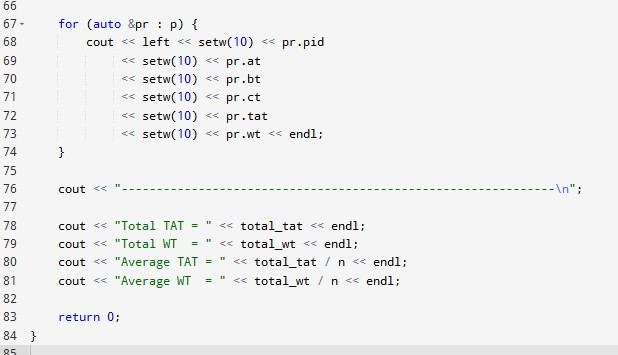 66
67 for (auto &pr : p) {
68 cout << left << setw(10) << pr.pid
69 << setw(10) << pr.at
70 << setw(10) << pr.bt
71 << setw(10) << pr.ct
72 << setw(10) << pr.tat
73 << setw(10) << pr.wt << endl;
74 }
75
76 cout << "--------------------------------------------------------------\n";
77
78 cout << "Total TAT = " << total_tat << endl;
79 cout << "Total WT  = " << total_wt << endl;
80 cout << "Average TAT = " << total_tat / n << endl;
81 cout << "Average WT  = " << total_wt / n << endl;
82
83 return 0;
84 }
85